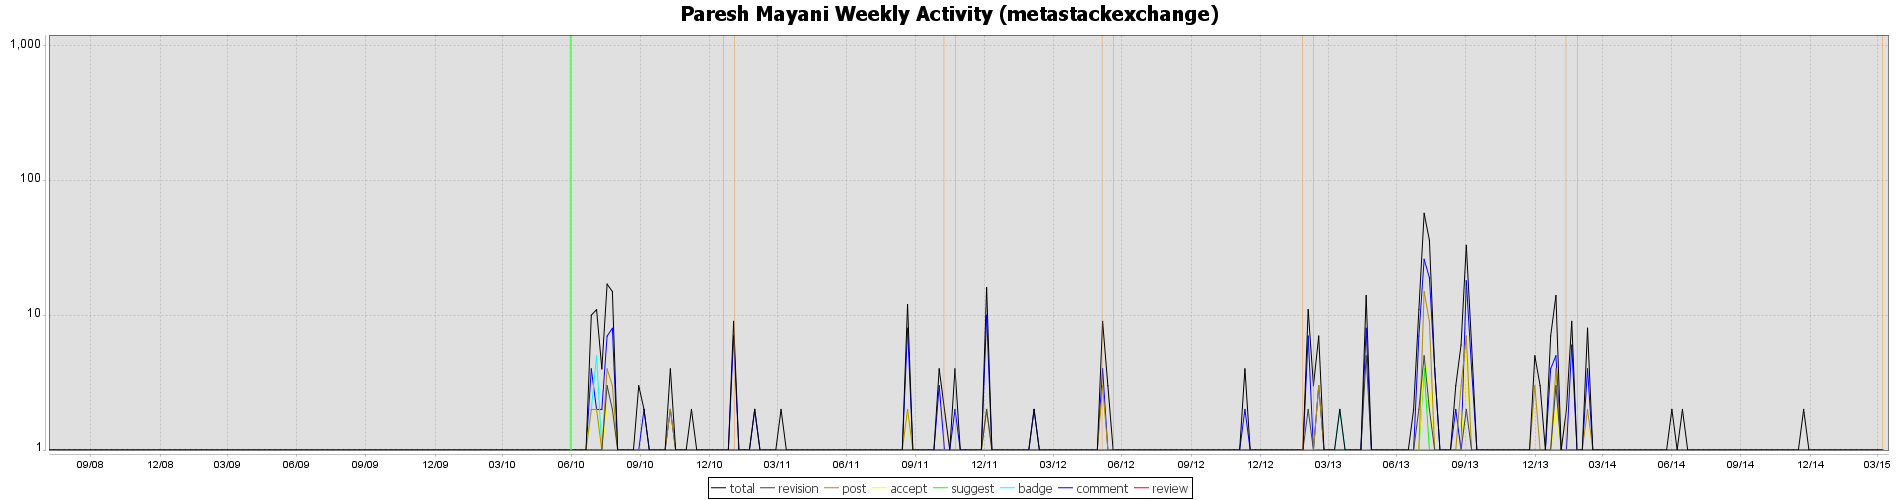 Paresh Mayani Weekly Activity (metastackexchange)
1,000
100
10
1
09/08 12/08 03/09 06/09 09/09 12/09 03/10 06/10 09/10 12/10 03/11 06/11 09/11 12/11 03/12 06/12 09/12 12/12 03/13 06/13 09/13 12/13 03/14 06/14 09/14 12/14 03/15
total revision post accept suggest badge comment review